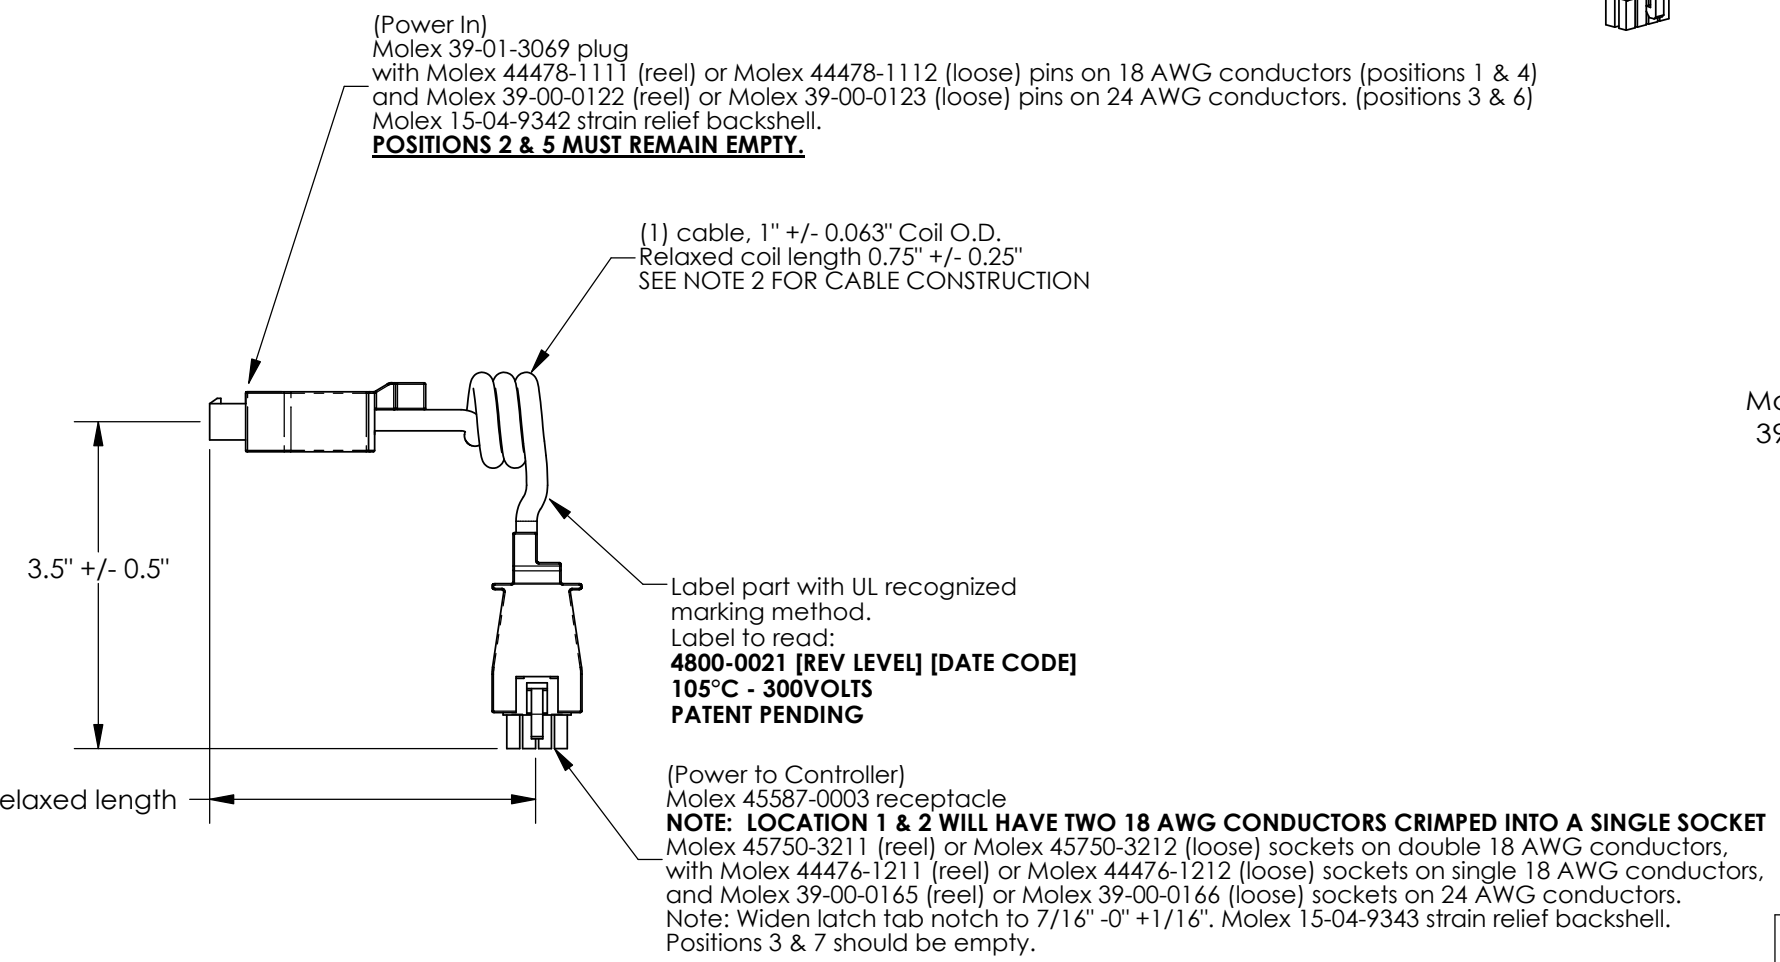 (Power In)
Molex 39-01-3069 plug
with Molex 44478-1111 (reel) or Molex 44478-1112 (loose) pins on 18 AWG conductors (positions 1 & 4)
and Molex 39-00-0122 (reel) or Molex 39-00-0123 (loose) pins on 24 AWG conductors. (positions 3 & 6)
Molex 15-04-9342 strain relief backshell.
POSITIONS 2 & 5 MUST REMAIN EMPTY.
(1) cable, 1" +/- 0.063" Coil O.D.
Relaxed coil length 0.75" +/- 0.25"
SEE NOTE 2 FOR CABLE CONSTRUCTION
Mo
39
3.5" +/- 0.5"
Label part with UL recognized
marking method.
Label to read:
4800-0021 [REV LEVEL] [DATE CODE]
105°C - 300VOLTS
PATENT PENDING
elaxed length
(Power to Controller)
Molex 45587-0003 receptacle
NOTE: LOCATION 1 & 2 WILL HAVE TWO 18 AWG CONDUCTORS CRIMPED INTO A SINGLE SOCKET
Molex 45750-3211 (reel) or Molex 45750-3212 (loose) sockets on double 18 AWG conductors,
with Molex 44476-1211 (reel) or Molex 44476-1212 (loose) sockets on single 18 AWG conductors,
and Molex 39-00-0165 (reel) or Molex 39-00-0166 (loose) sockets on 24 AWG conductors.
Note: Widen latch tab notch to 7/16" -0" +1/16". Molex 15-04-9343 strain relief backshell.
Positions 3 & 7 should be empty.